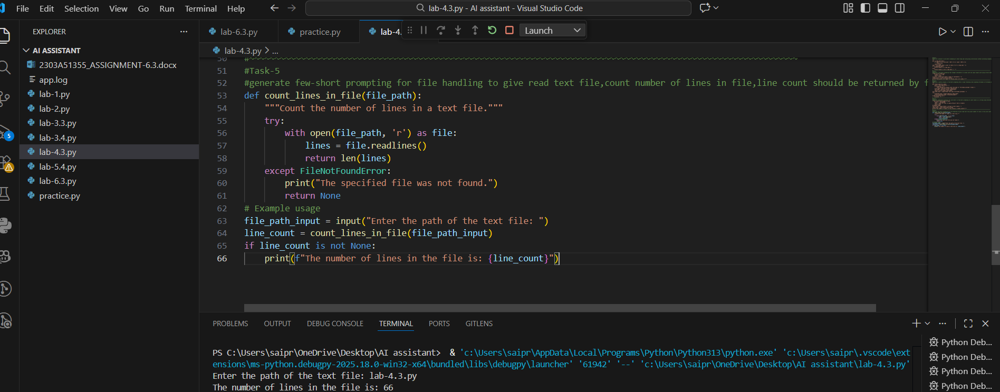 File Edit Selection View Go Run Terminal Help
lab-4.3.py - AI assistant - Visual Studio Code
EXPLORER
AI ASSISTANT
2303A51355_ASSIGNMENT-6.3.docx
app.log
lab-1.py
lab-2.py
lab-3.3.py
lab-3.4.py
lab-4.3.py
lab-5.4.py
lab-6.3.py
practice.py
5
lab-6.3.py
practice.py
lab-4.
Launch
lab-4.3.py > ...
51 #Task-5
52 #generate few-short prompting for file handling to give read text file,count number of lines in file,line count should be returned by f
53 def count_lines_in_file(file_path):
54 """Count the number of lines in a text file."""
55 try:
56 with open(file_path, 'r') as file:
57 lines = file.readlines()
58 return len(lines)
59 except FileNotFoundError:
60 print("The specified file was not found.")
61 return None
62 # Example usage
63 file_path_input = input("Enter the path of the text file: ")
64 line_count = count_lines_in_file(file_path_input)
65 if line_count is not None:
66 print(f"The number of lines in the file is: {line_count}")
PROBLEMS OUTPUT DEBUG CONSOLE TERMINAL PORTS GITLENS
PS C:\Users\saipr\OneDrive\Desktop\AI assistant> & 'c:\Users\saipr\AppData\Local\Programs\Python\Python313\python.exe' 'c:\Users\saipr\.vscode\ext
ensions\ms-python.debugpy-2025.18.0-win32-x64\bundled\libs\debugpy\launcher' '61942' '--' 'c:\Users\saipr\OneDrive\Desktop\AI assistant\lab-4.3.py'
Enter the path of the text file: lab-4.3.py
The number of lines in the file is: 66
Python Deb...
Python Deb...
Python Deb...
Python Deb...